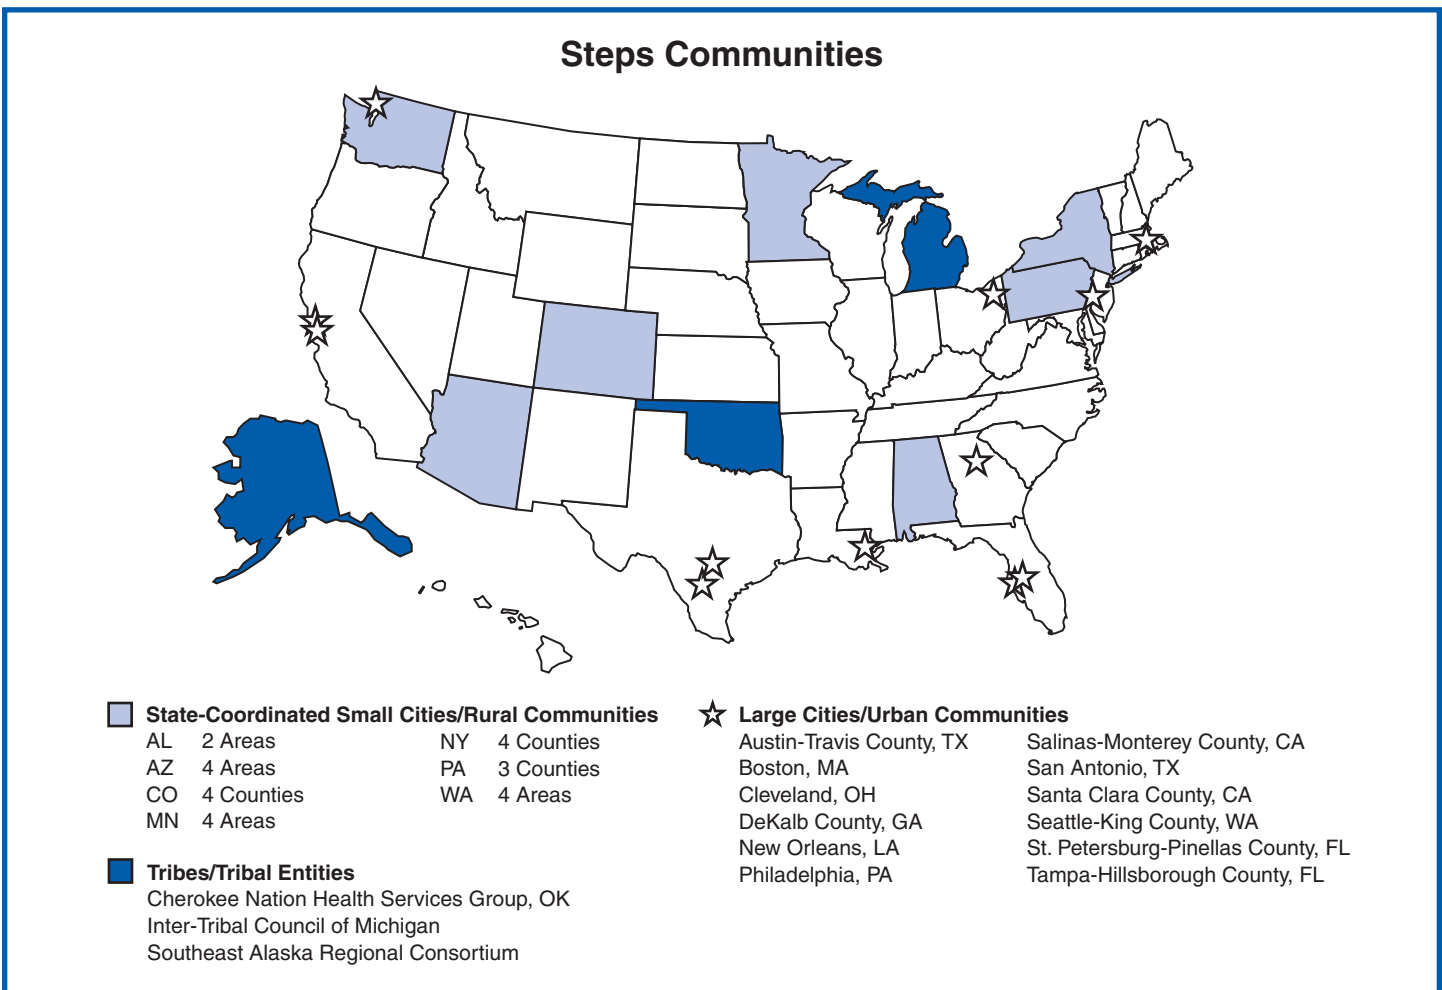 Steps Communities
State-Coordinated Small Cities/Rural Communities
AL 2 Areas
AZ 4 Areas
CO 4 Counties
MN 4 Areas
NY 4 Counties
PA 3 Counties
WA 4 Areas
Tribes/Tribal Entities
Cherokee Nation Health Services Group, OK
Inter-Tribal Council of Michigan
Southeast Alaska Regional Consortium
Large Cities/Urban Communities
Austin-Travis County, TX
Boston, MA
Cleveland, OH
DeKalb County, GA
New Orleans, LA
Philadelphia, PA
Salinas-Monterey County, CA
San Antonio, TX
Santa Clara County, CA
Seattle-King County, WA
St. Petersburg-Pinellas County, FL
Tampa-Hillsborough County, FL